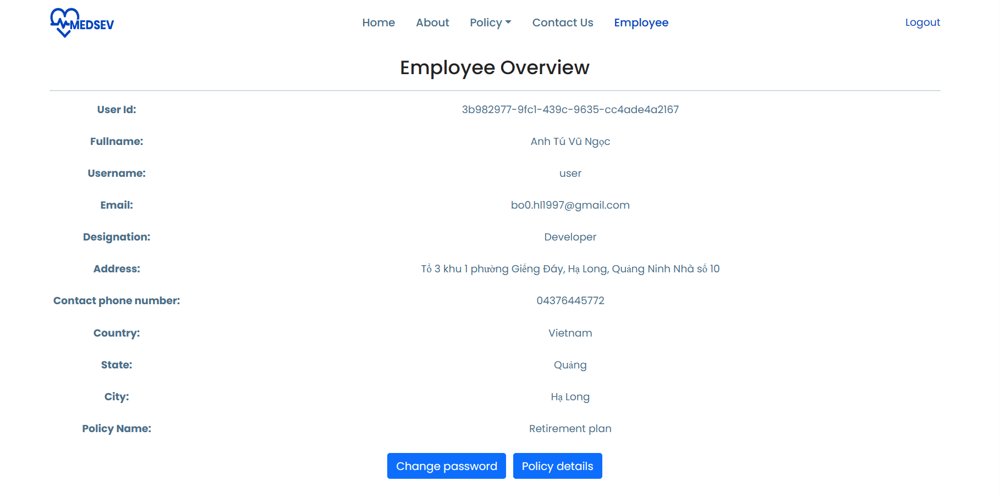 MEDSEV Home About Policy Contact Us Employee Logout
Employee Overview
User Id: 3b982977-9fc1-439c-9635-cc4ade4a2167
Fullname: Anh Tú Vũ Ngọc
Username: user
Email: bo0.hl1997@gmail.com
Designation: Developer
Address: Tổ 3 khu 1 phường Giếng Đáy, Hạ Long, Quảng Ninh Nhà số 10
Contact phone number: 04376445772
Country: Vietnam
State: Quảng
City: Hạ Long
Policy Name: Retirement plan
Change password Policy details